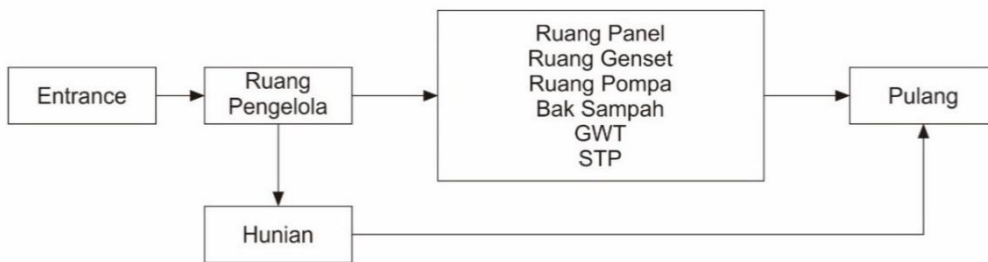 Entrance
Ruang
Pengelola
Ruang Panel
Ruang Genset
Ruang Pompa
Bak Sampah
GWT
STP
Pulang
Hunian